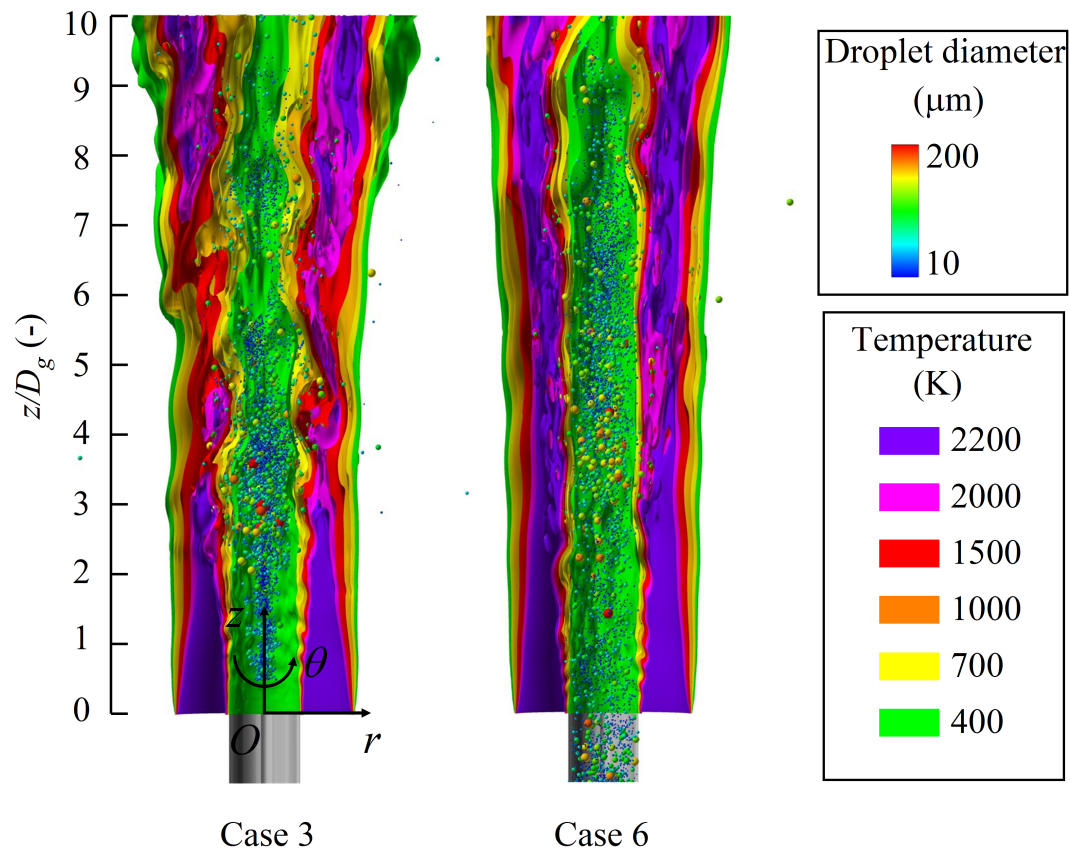 10
9
8
7
6
5
4
3
2
1
0
z/D_g (-)
z
θ
O
r
Case 3
Case 6
Droplet diameter
(μm)
200
10
Temperature
(K)
2200
2000
1500
1000
700
400